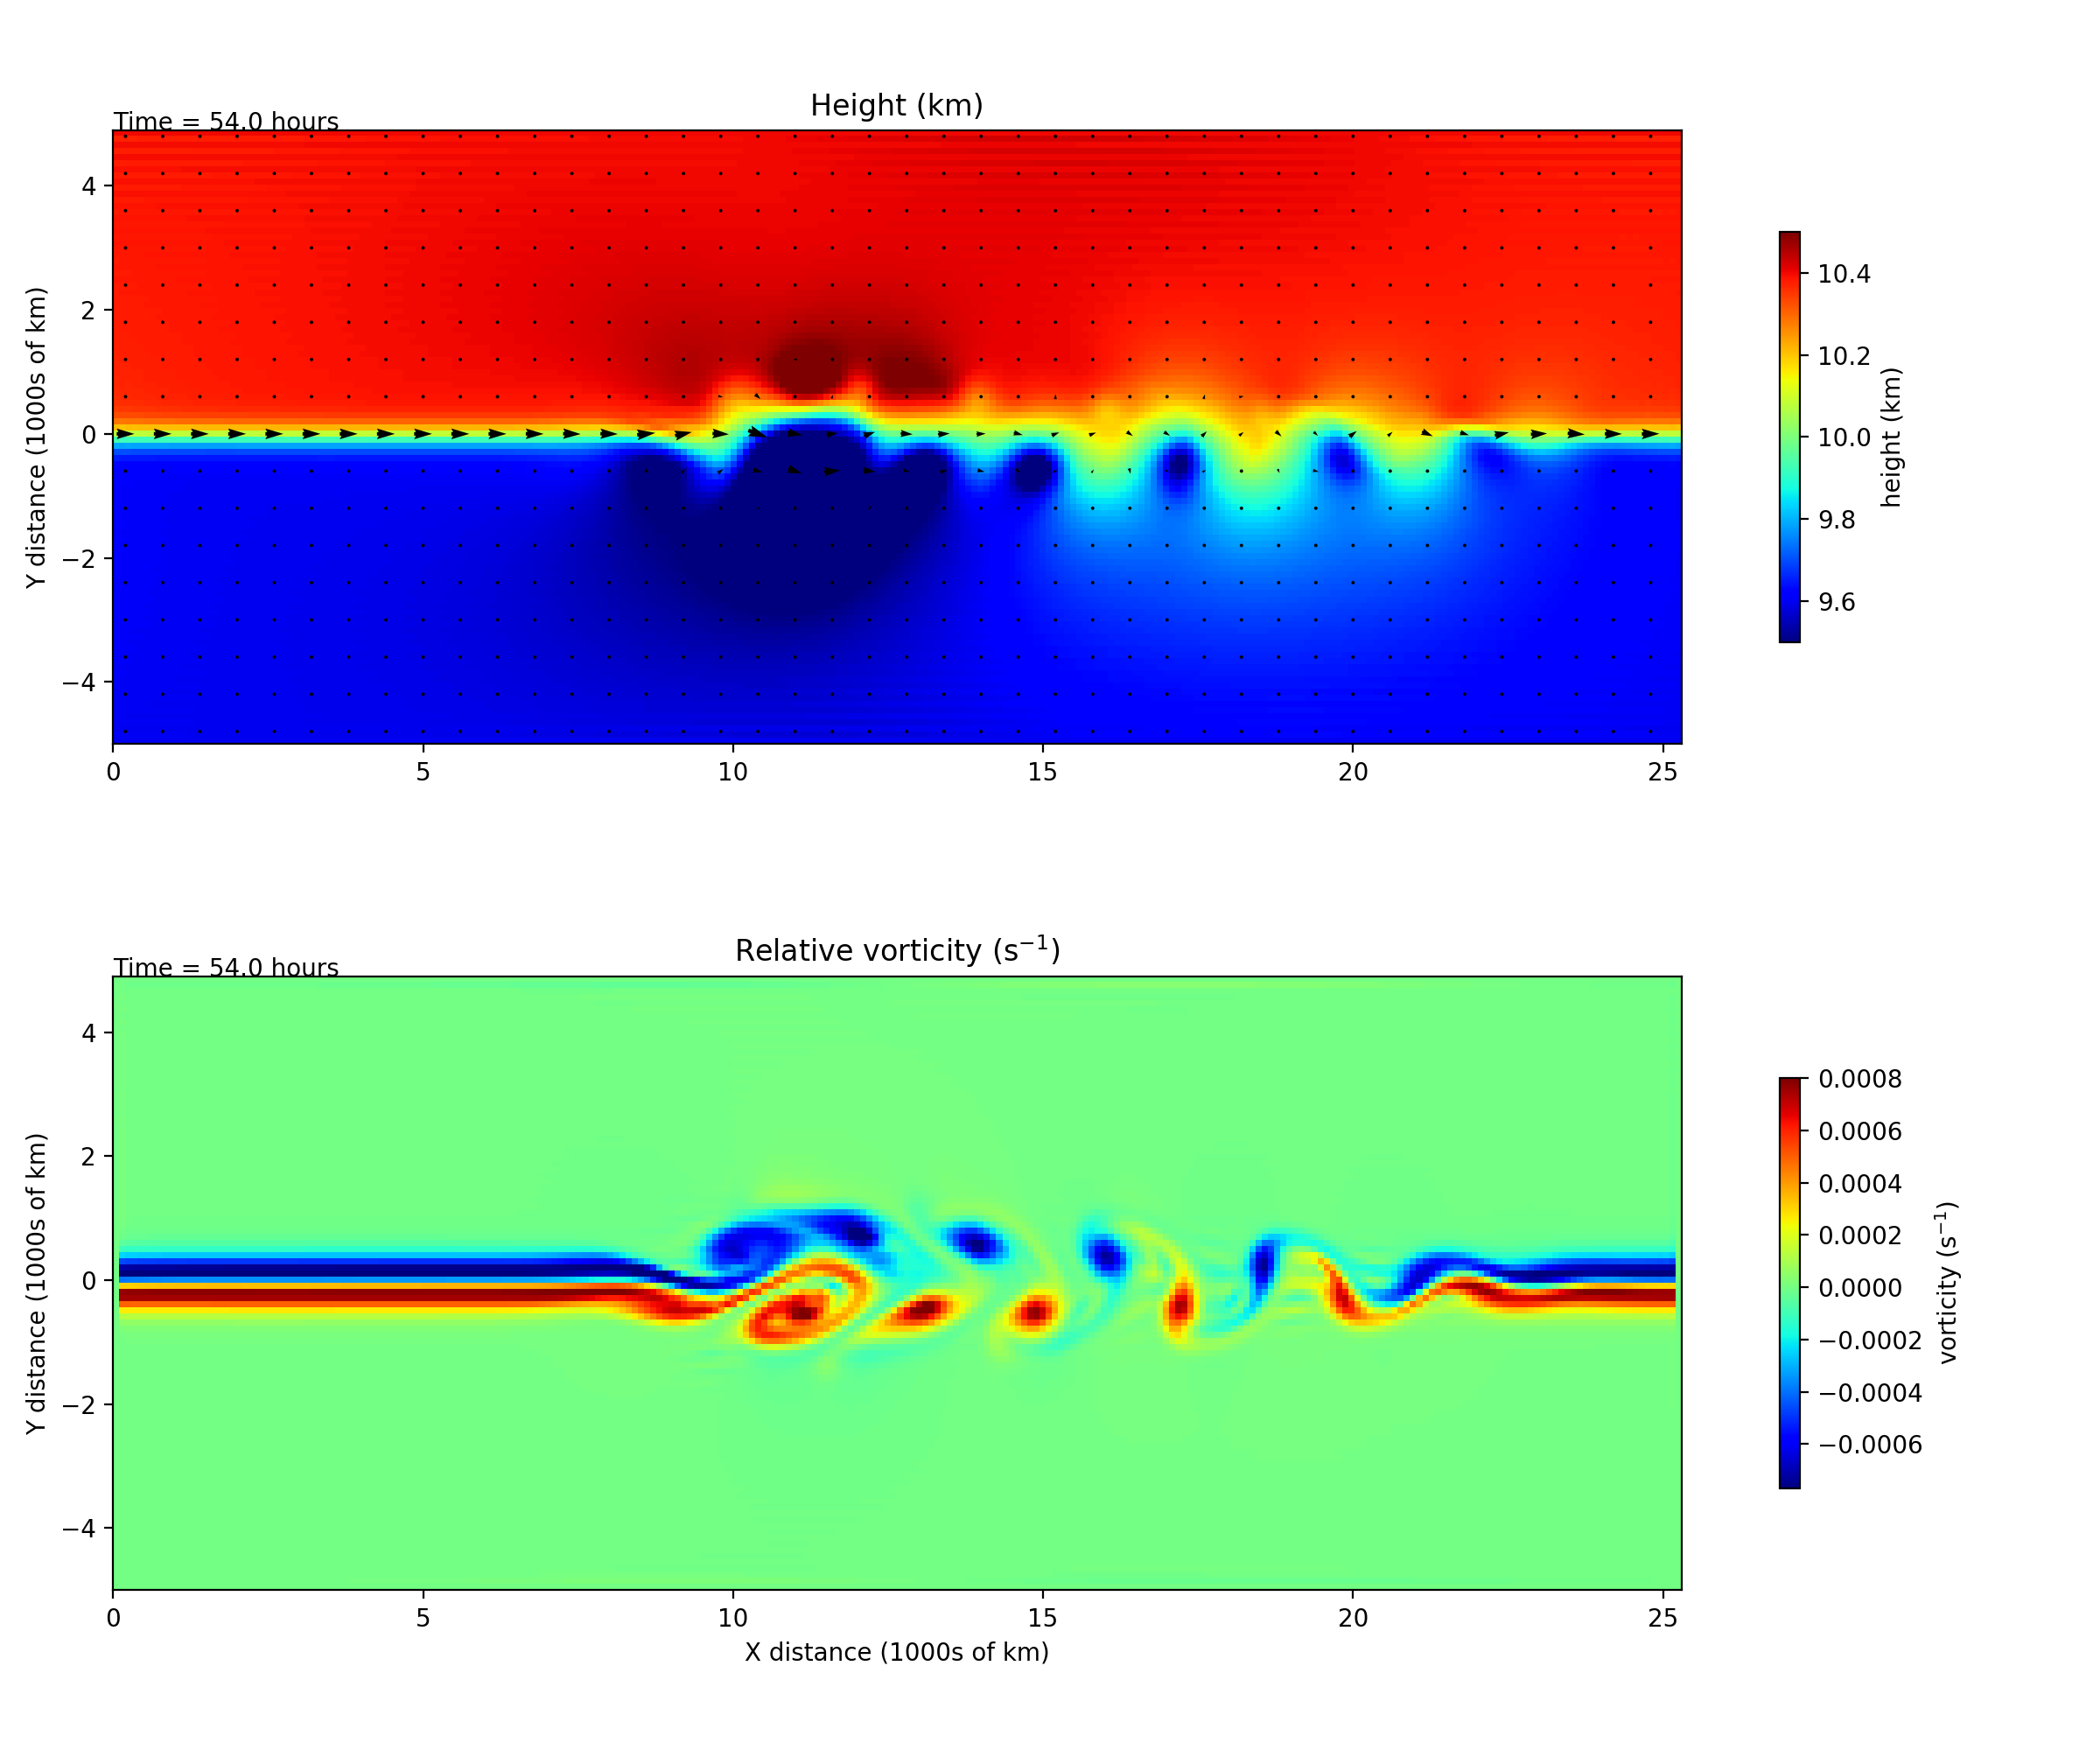 Height (km)
Time = 54.0 hours
4
2
0
−2
−4
Y distance (1000s of km)
0 5 10 15 20 25
10.4
10.2
10.0
9.8
9.6
height (km)
Relative vorticity (s⁻¹)
Time = 54.0 hours
4
2
0
−2
−4
Y distance (1000s of km)
0 5 10 15 20 25
X distance (1000s of km)
0.0008
0.0006
0.0004
0.0002
0.0000
−0.0002
−0.0004
−0.0006
vorticity (s⁻¹)